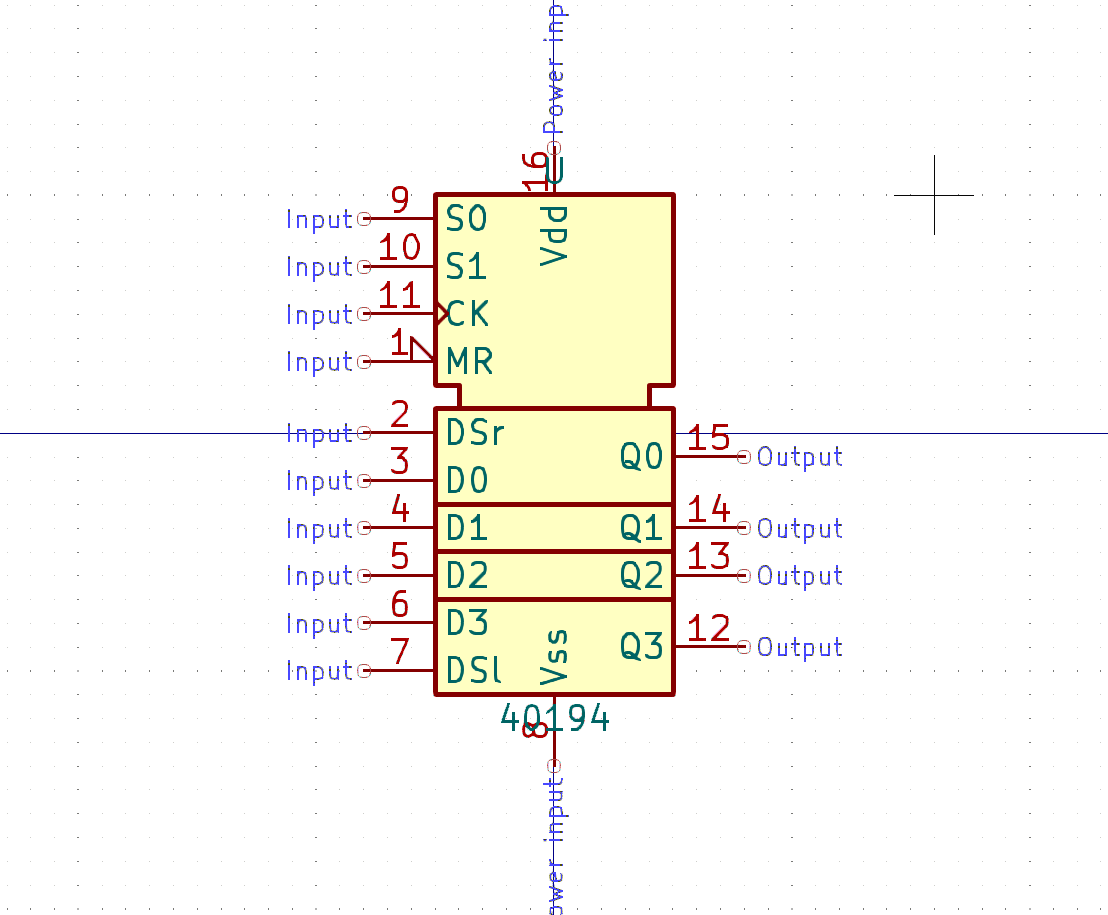 Power inp
16
U
Vdd
Input 9 S0
Input 10 S1
Input 11 CK
Input 1 MR
Input 2 DSr
Q0 15 Output
Input 3 D0
Input 4 D1 Q1 14 Output
Input 5 D2 Q2 13 Output
Input 6 D3
Q3 12 Output
Input 7 DSl
Vss
40194
8
ower input